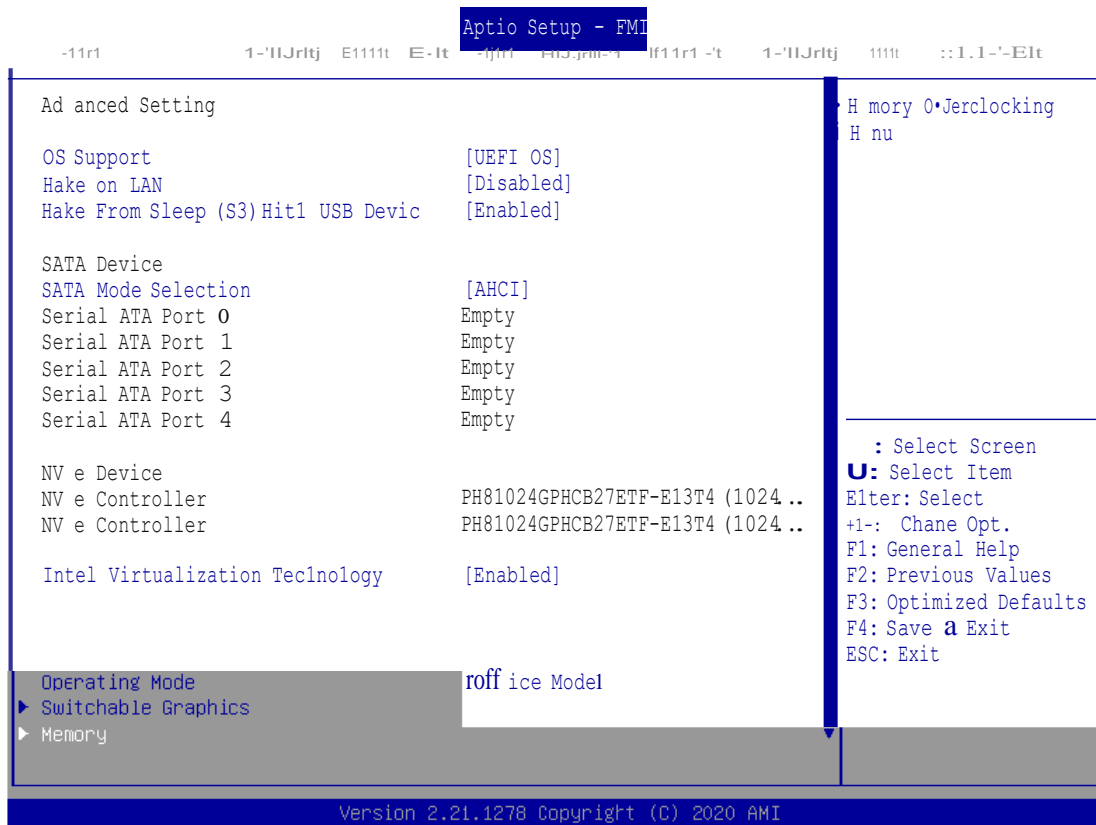 Aptio Setup - FMI
Ad anced Setting
OS Support [UEFI OS]
Hake on LAN [Disabled]
Hake From Sleep (S3) Hit1 USB Devic [Enabled]
SATA Device
SATA Mode Selection [AHCI]
Serial ATA Port 0 Empty
Serial ATA Port 1 Empty
Serial ATA Port 2 Empty
Serial ATA Port 3 Empty
Serial ATA Port 4 Empty
NV e Device
NV e Controller PH81024GPHCB27ETF-E13T4 (1024...
NV e Controller PH81024GPHCB27ETF-E13T4 (1024...
Intel Virtualization Tec1no1ogy [Enabled]
Operating Mode roff ice Mode1
Switchable Graphics
Memory
H mory 0•Jerclocking
H nu
: Select Screen
U: Select Item
E1ter: Select
+1-: Chane Opt.
F1: General Help
F2: Previous Values
F3: Optimized Defaults
F4: Save a Exit
ESC: Exit
Version 2.21.1278 Copyright (C) 2020 AMI